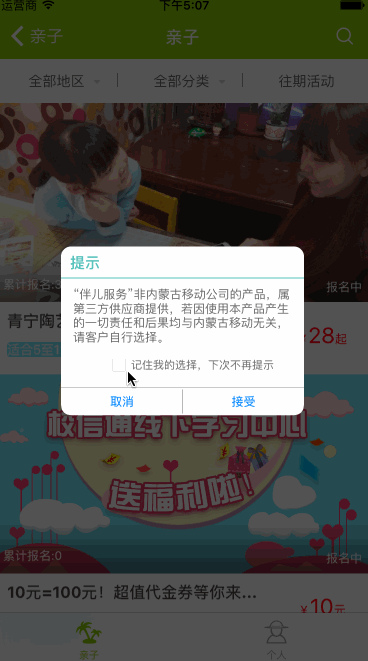 运营商 下午5:07
亲子 亲子
全部地区 全部分类 往期活动
累计报名:3
报名中
提示
“伴儿服务”非内蒙古移动公司的产品，属
第三方供应商提供，若因使用本产品产生
的一切责任和后果均与内蒙古移动无关，
请客户自行选择。
记住我的选择，下次不再提示
取消 接受
青宁陶艺
28起
适合5至1
校信通线下学习中心
送福利啦！
累计报名:0
报名中
10元=100元！超值代金券等你来...
¥10元
亲子 个人